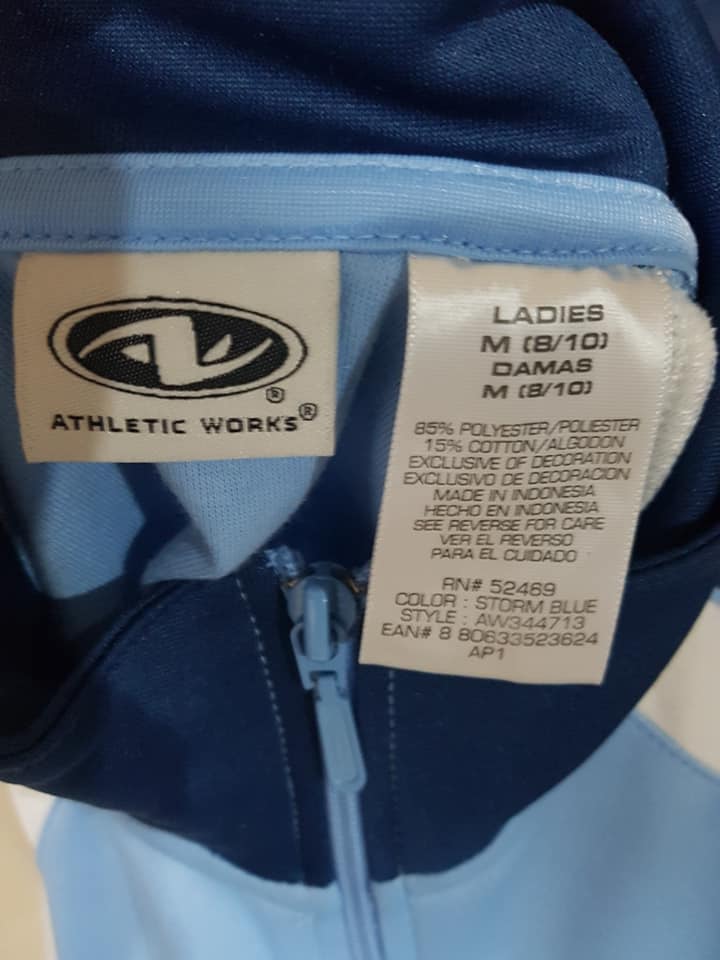 ATHLETIC WORKS®
®
LADIES
M (8/10)
DAMAS
M (8/10)
85% POLYESTER/POLIESTER
15% COTTON/ALGODON
EXCLUSIVE OF DECORATION
EXCLUSIVO DE DECORACION
MADE IN INDONESIA
HECHO EN INDONESIA
SEE REVERSE FOR CARE
VER EL REVERSO
PARA EL CUIDADO
RN# 52469
COLOR : STORM BLUE
STYLE : AW344713
EAN# 8 80633523624
AP1